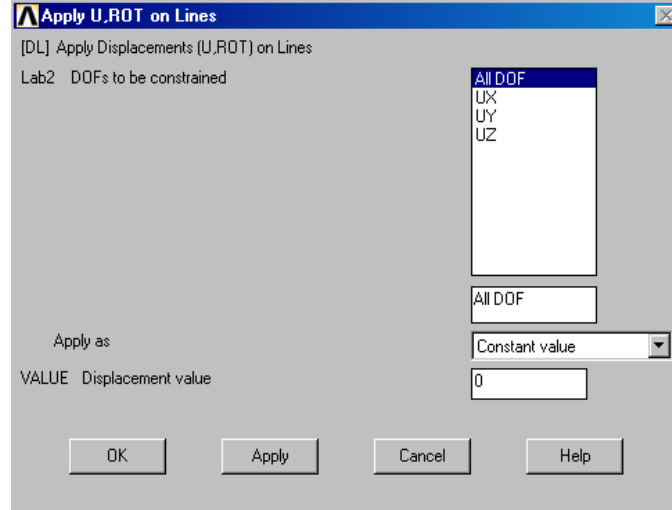 Apply U,ROT on Lines
[DL] Apply Displacements (U,ROT) on Lines
Lab2 DOFs to be constrained
All DOF
UX
UY
UZ
All DOF
Apply as
Constant value
VALUE Displacement value
0
OK Apply Cancel Help